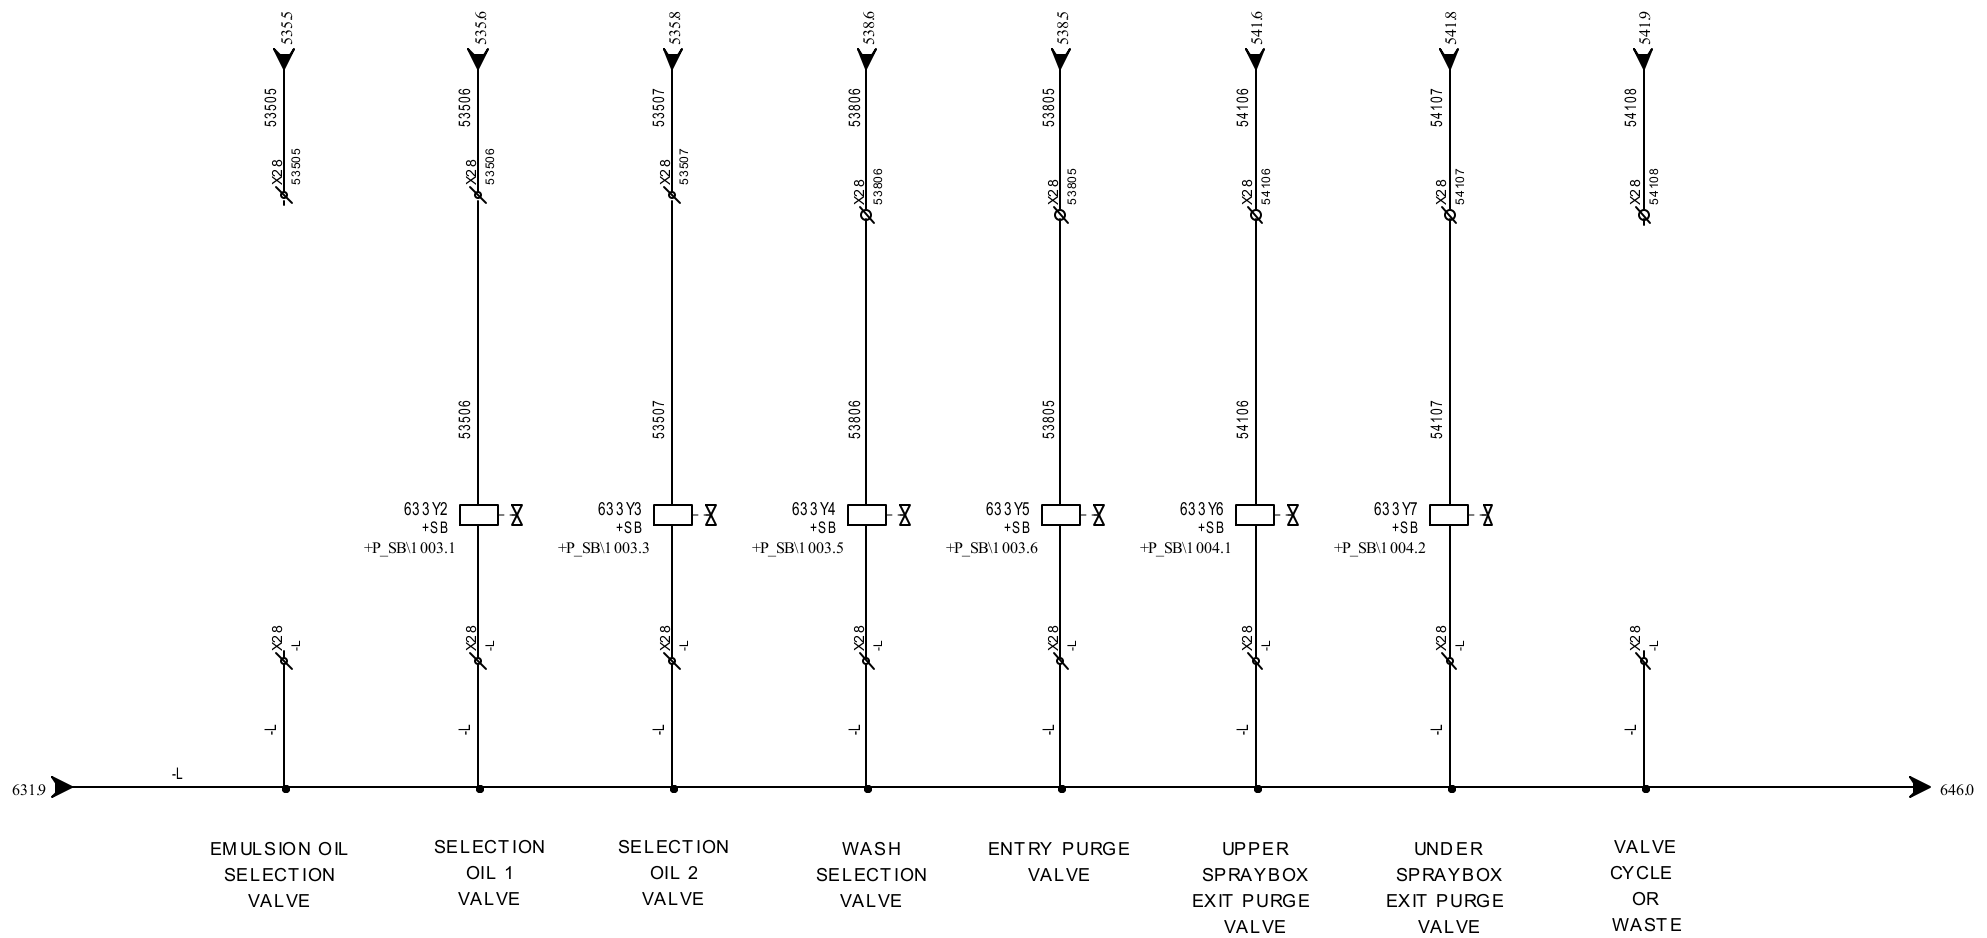 535.5
535.6
535.8
538.6
538.5
541.6
541.8
541.9
53505
53506
53507
53806
53805
54106
54107
54108
X28
53505
X28
53506
X28
53507
X28
53806
X28
53805
X28
54106
X28
54107
X28
54108
53506
53507
53806
53805
54106
54107
633Y2
+SB
+P_SB\1003.1
633Y3
+SB
+P_SB\1003.3
633Y4
+SB
+P_SB\1003.5
633Y5
+SB
+P_SB\1003.6
633Y6
+SB
+P_SB\1004.1
633Y7
+SB
+P_SB\1004.2
X28
-L
X28
-L
X28
-L
X28
-L
X28
-L
X28
-L
X28
-L
X28
-L
-L
-L
-L
-L
-L
-L
-L
-L
-L
631.9
646.0
EMULSION OIL
SELECTION
VALVE
SELECTION
OIL 1
VALVE
SELECTION
OIL 2
VALVE
WASH
SELECTION
VALVE
ENTRY PURGE
VALVE
UPPER
SPRAYBOX
EXIT PURGE
VALVE
UNDER
SPRAYBOX
EXIT PURGE
VALVE
VALVE
CYCLE
OR
WASTE